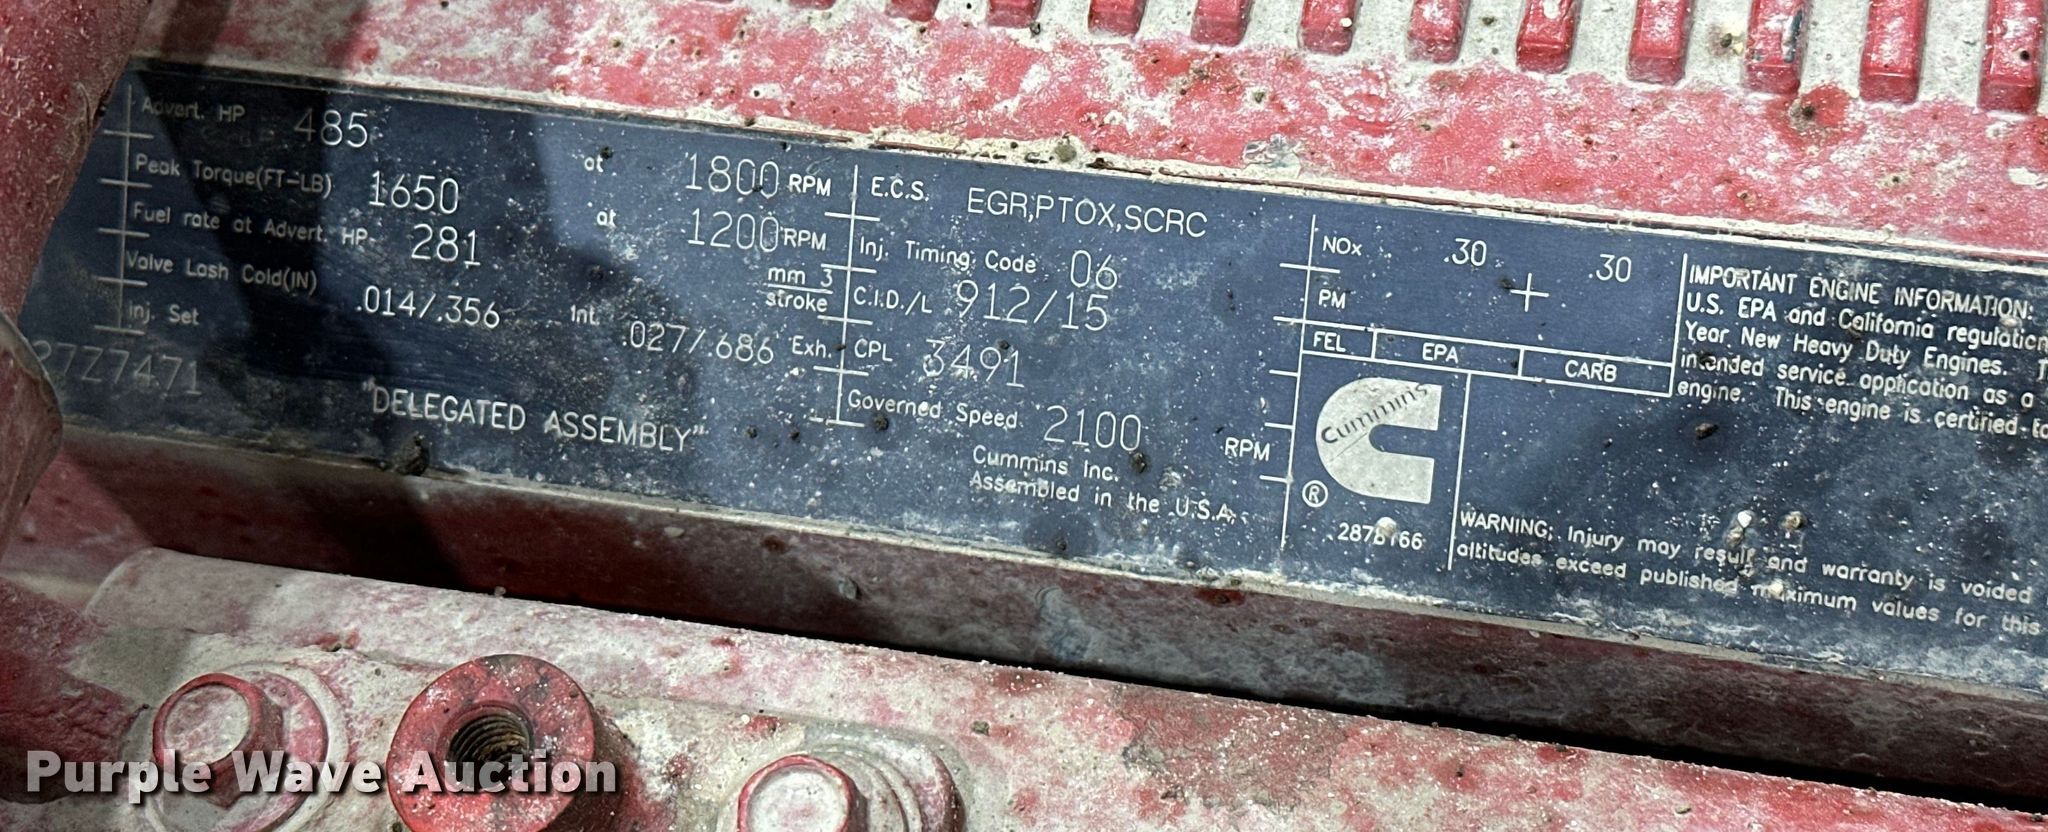 Advert. HP 485 at 1800 RPM
Peak Torque(FT-LB) 1650 at 1200 RPM
Fuel rate at Advert. HP 281 mm 3 stroke
Valve Lash Cold(IN) .014/.356 Int. .027/.686 Exh.
Inj. Set
"DELEGATED ASSEMBLY"
E.C.S. EGR,PTOX,SCRC
Inj. Timing Code 06
C.I.D./L 912/15
CPL 3491
Governed Speed 2100 RPM
Cummins Inc.
Assembled in the U.S.A.
NOx .30 .30
PM
FEL EPA CARB
Cummins
®
IMPORTANT ENGINE INFORMATION:
U.S. EPA and California
Year New Heavy Duty Engines.
intended service application as a
engine. This engine is certified
WARNING: Injury may result and warranty is voided
altitudes exceed published maximum values for this
Purple Wave Auction